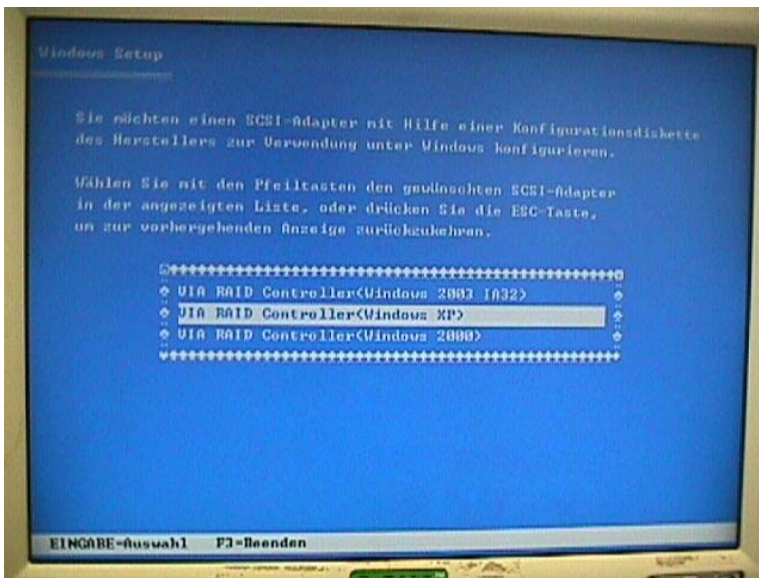 Windows Setup
Sie möchten einen SCSI-Adapter mit Hilfe einer Konfigurationsdiskette
des Herstellers zur Verwendung unter Windows konfigurieren.
Wählen Sie mit den Pfeiltasten den gewünschten SCSI-Adapter
in der angezeigten Liste, oder drücken Sie die ESC-Taste,
um zur vorhergehenden Anzeige zurückzukehren.
VIA RAID Controller(Windows 2003 IA32)
VIA RAID Controller(Windows XP)
VIA RAID Controller(Windows 2000)
EINGABE=Auswahl F3=Beenden